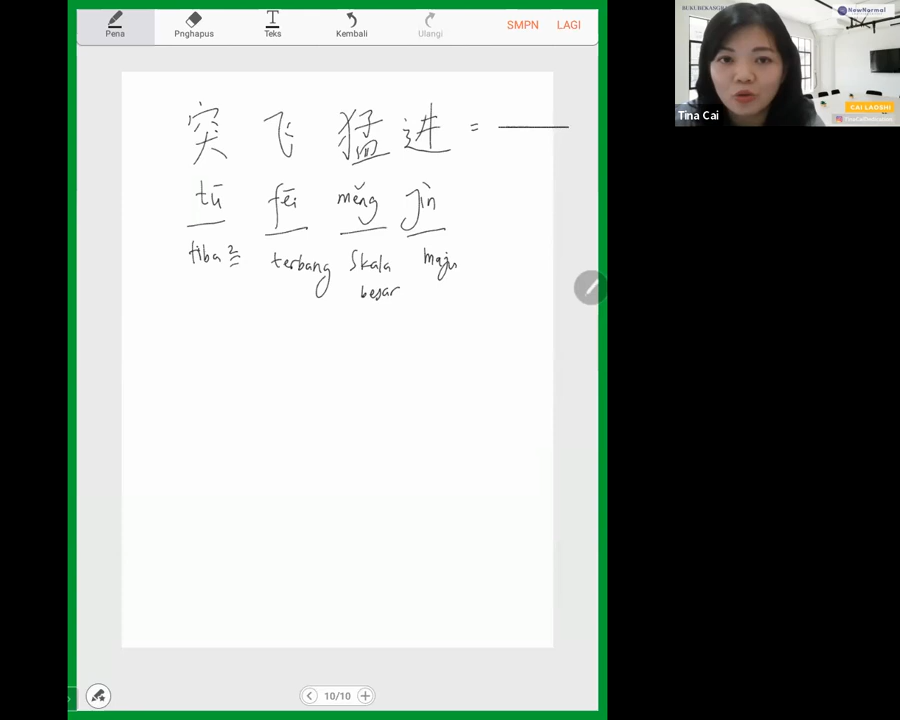 Pena Pnghapus Teks Kembali Ulangi SMPN LAGI
突 飞 猛 进 =
tū fēi měng jìn
tiba² terbang skala besar maju
10/10
NewNormal
CAI LAOSHI
Tina Cai